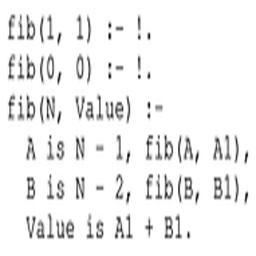 fib(1, 1) :- !.
fib(0, 0) :- !.
fib(N, Value) :-
A is N - 1, fib(A, A1),
B is N - 2, fib(B, B1),
Value is A1 + B1.